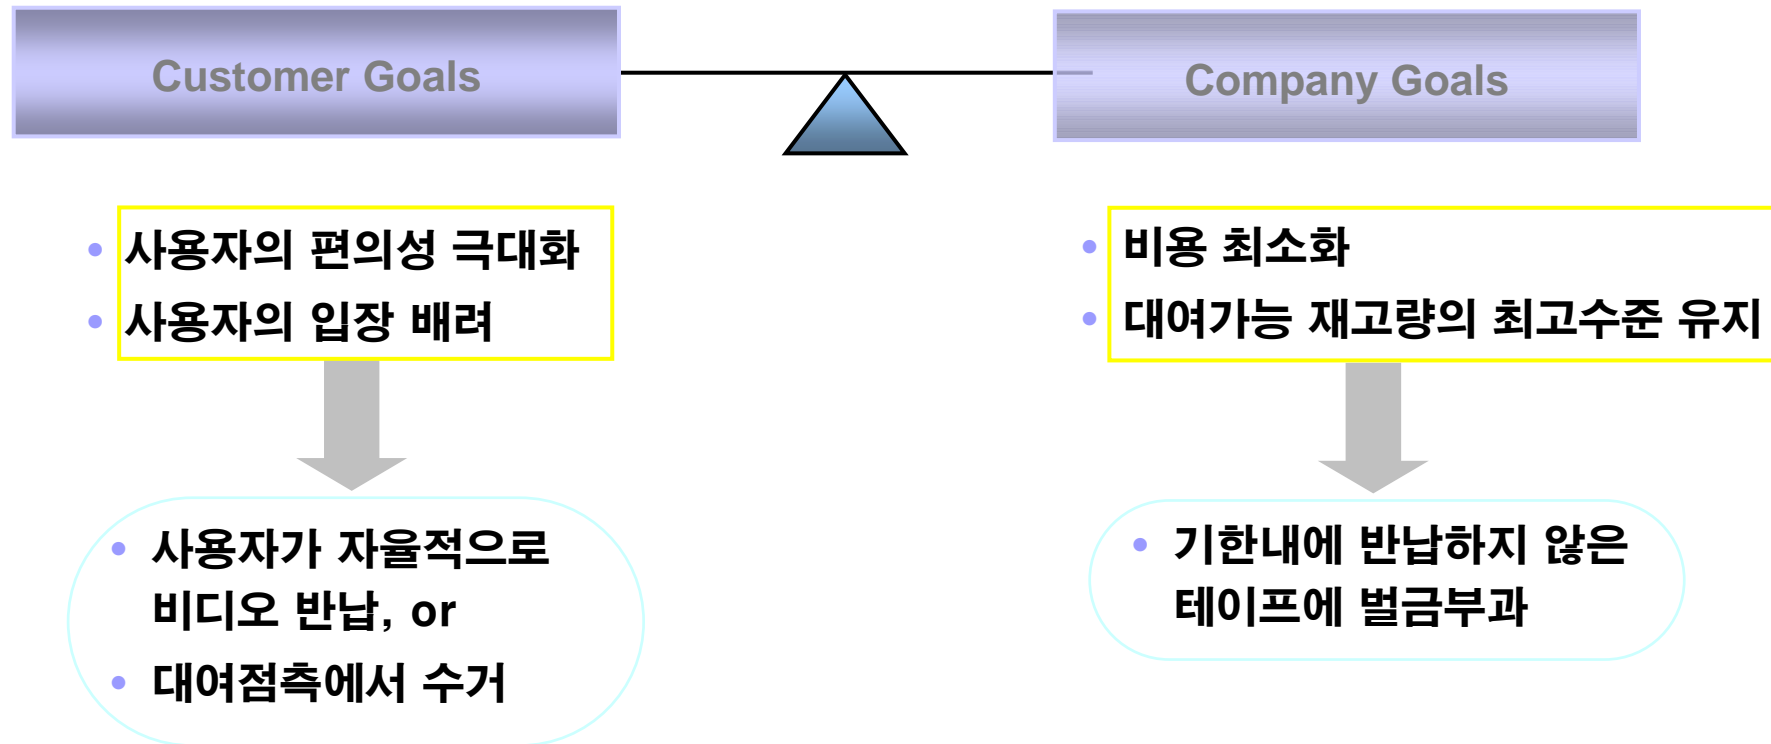 Customer Goals
Company Goals
• 사용자의 편의성 극대화
• 사용자의 입장 배려
• 비용 최소화
• 대여가능 재고량의 최고수준 유지
• 사용자가 자율적으로
비디오 반납, or
• 대여점측에서 수거
• 기한내에 반납하지 않은
테이프에 벌금부과